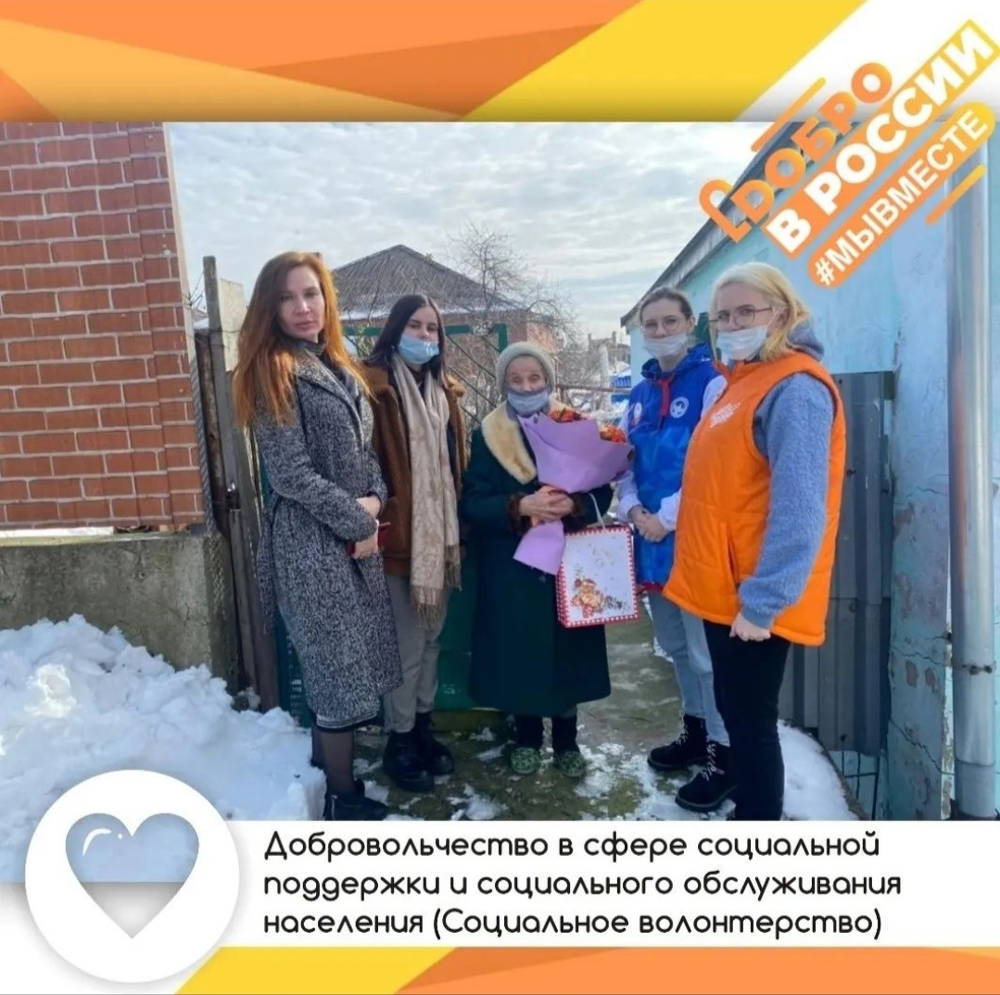 ДОБРО
В РОССИИ
#МЫВМЕСТЕ
Добровольчество в сфере социальной
поддержки и социального обслуживания
населения (Социальное волонтерство)